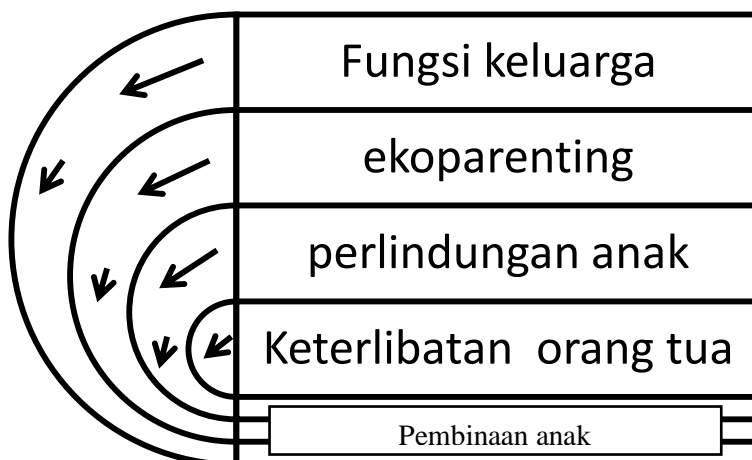 Fungsi keluarga
ekoparenting
perlindungan anak
Keterlibatan orang tua
Pembinaan anak